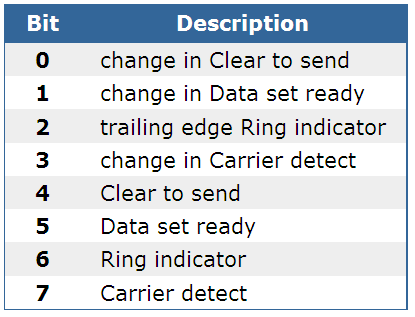 Bit Description
0 change in Clear to send
1 change in Data set ready
2 trailing edge Ring indicator
3 change in Carrier detect
4 Clear to send
5 Data set ready
6 Ring indicator
7 Carrier detect